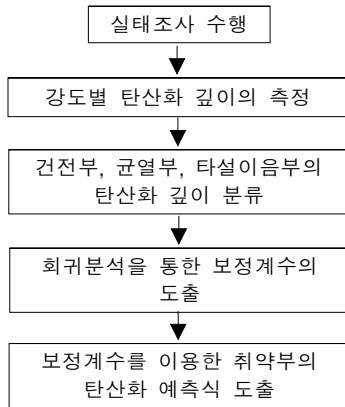 실태조사 수행
강도별 탄산화 깊이의 측정
건전부, 균열부, 타설이음부의
탄산화 깊이 분류
회귀분석을 통한 보정계수의
도출
보정계수를 이용한 취약부의
탄산화 예측식 도출